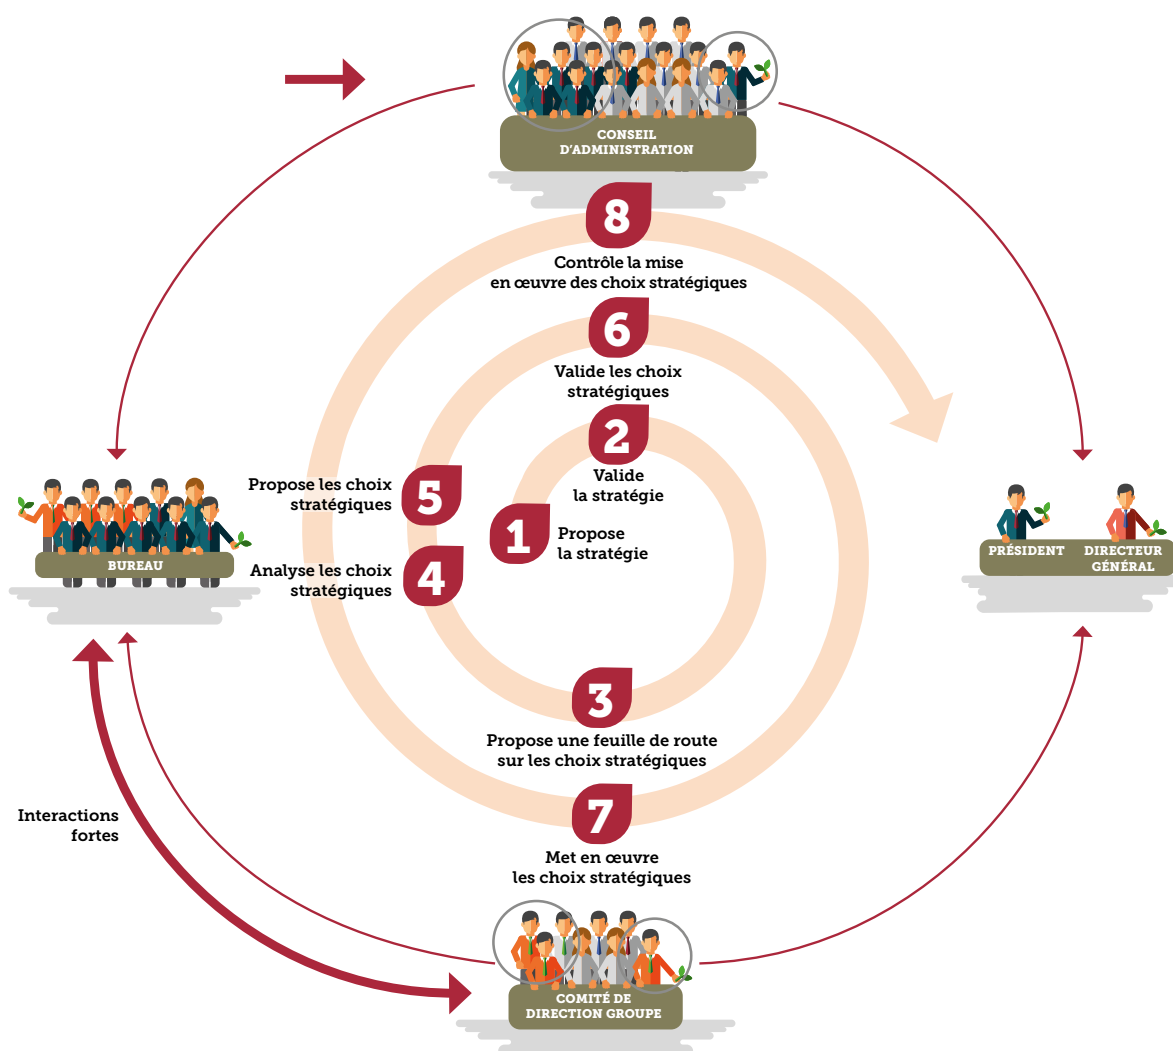 CONSEIL
D'ADMINISTRATION
8
Contrôle la mise
en œuvre des choix stratégiques
6
Valide les choix
stratégiques
2
Valide
la stratégie
Propose les choix
stratégiques
5
1
Propose
la stratégie
Analyse les choix
stratégiques
4
BUREAU
PRÉSIDENT
DIRECTEUR
GÉNÉRAL
3
Propose une feuille de route
sur les choix stratégiques
7
Met en œuvre
les choix stratégiques
Interactions
fortes
COMITÉ DE
DIRECTION GROUPE